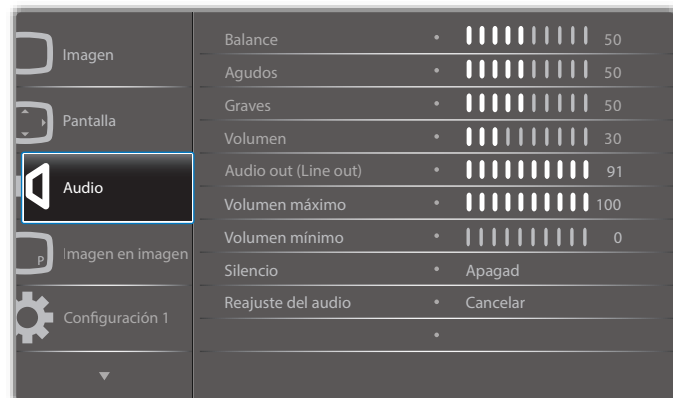 Imagen
Pantalla
Audio
P
Imagen en imagen
Configuración 1
Balance • 50
Agudos • 50
Graves • 50
Volumen • 30
Audio out (Line out) • 91
Volumen máximo • 100
Volumen mínimo • 0
Silencio • Apagad
Reajuste del audio • Cancelar
•